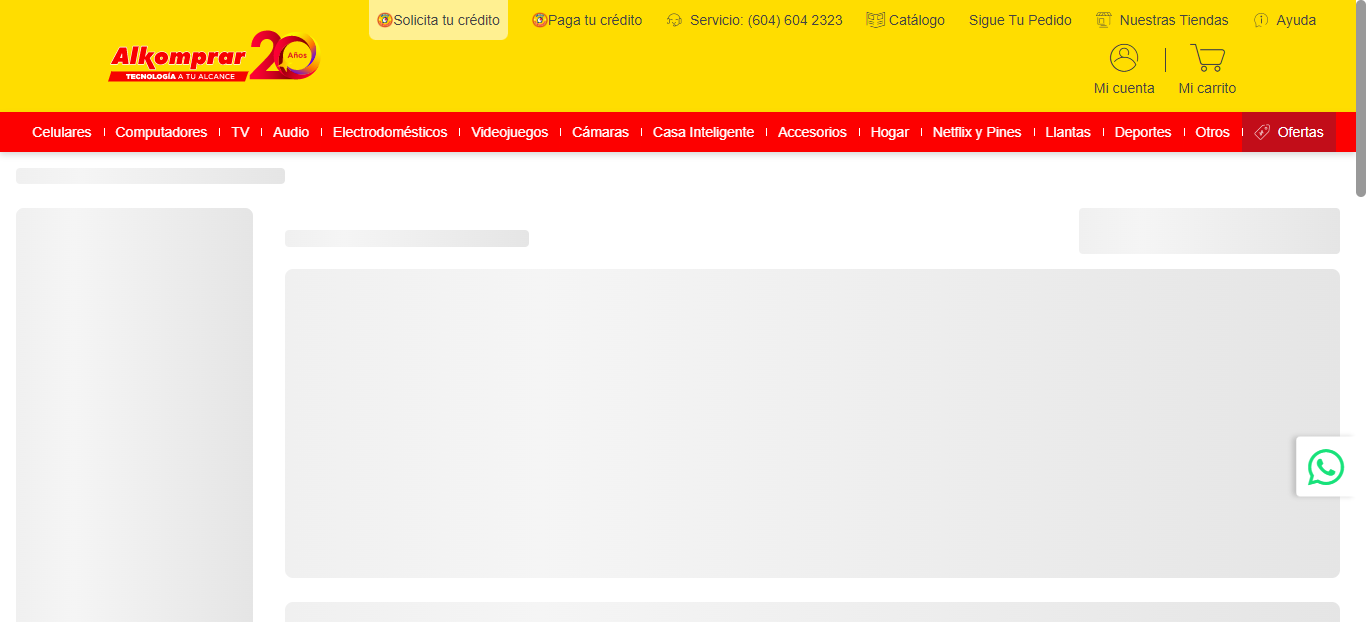 Solicita tu crédito
Paga tu crédito
Servicio: (604) 604 2323
Catálogo
Sigue Tu Pedido
Nuestras Tiendas
Ayuda
Alkomprar 20 Años
TECNOLOGÍA A TU ALCANCE
Mi cuenta
Mi carrito
Celulares
Computadores
TV
Audio
Electrodomésticos
Videojuegos
Cámaras
Casa Inteligente
Accesorios
Hogar
Netflix y Pines
Llantas
Deportes
Otros
Ofertas